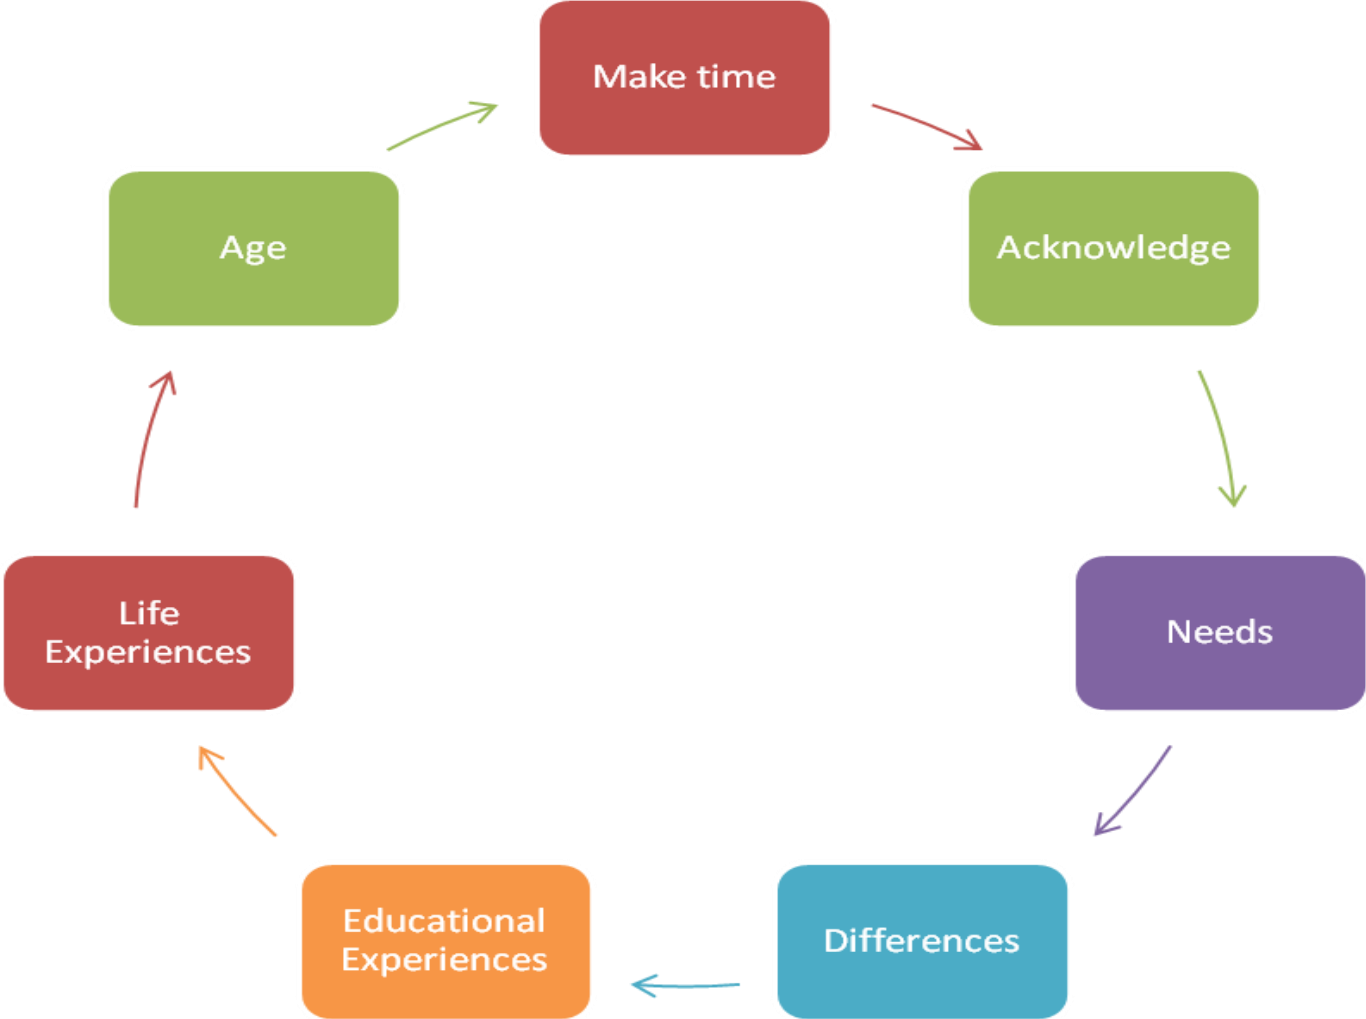 Make time
Acknowledge
Needs
Differences
Educational
Experiences
Life
Experiences
Age